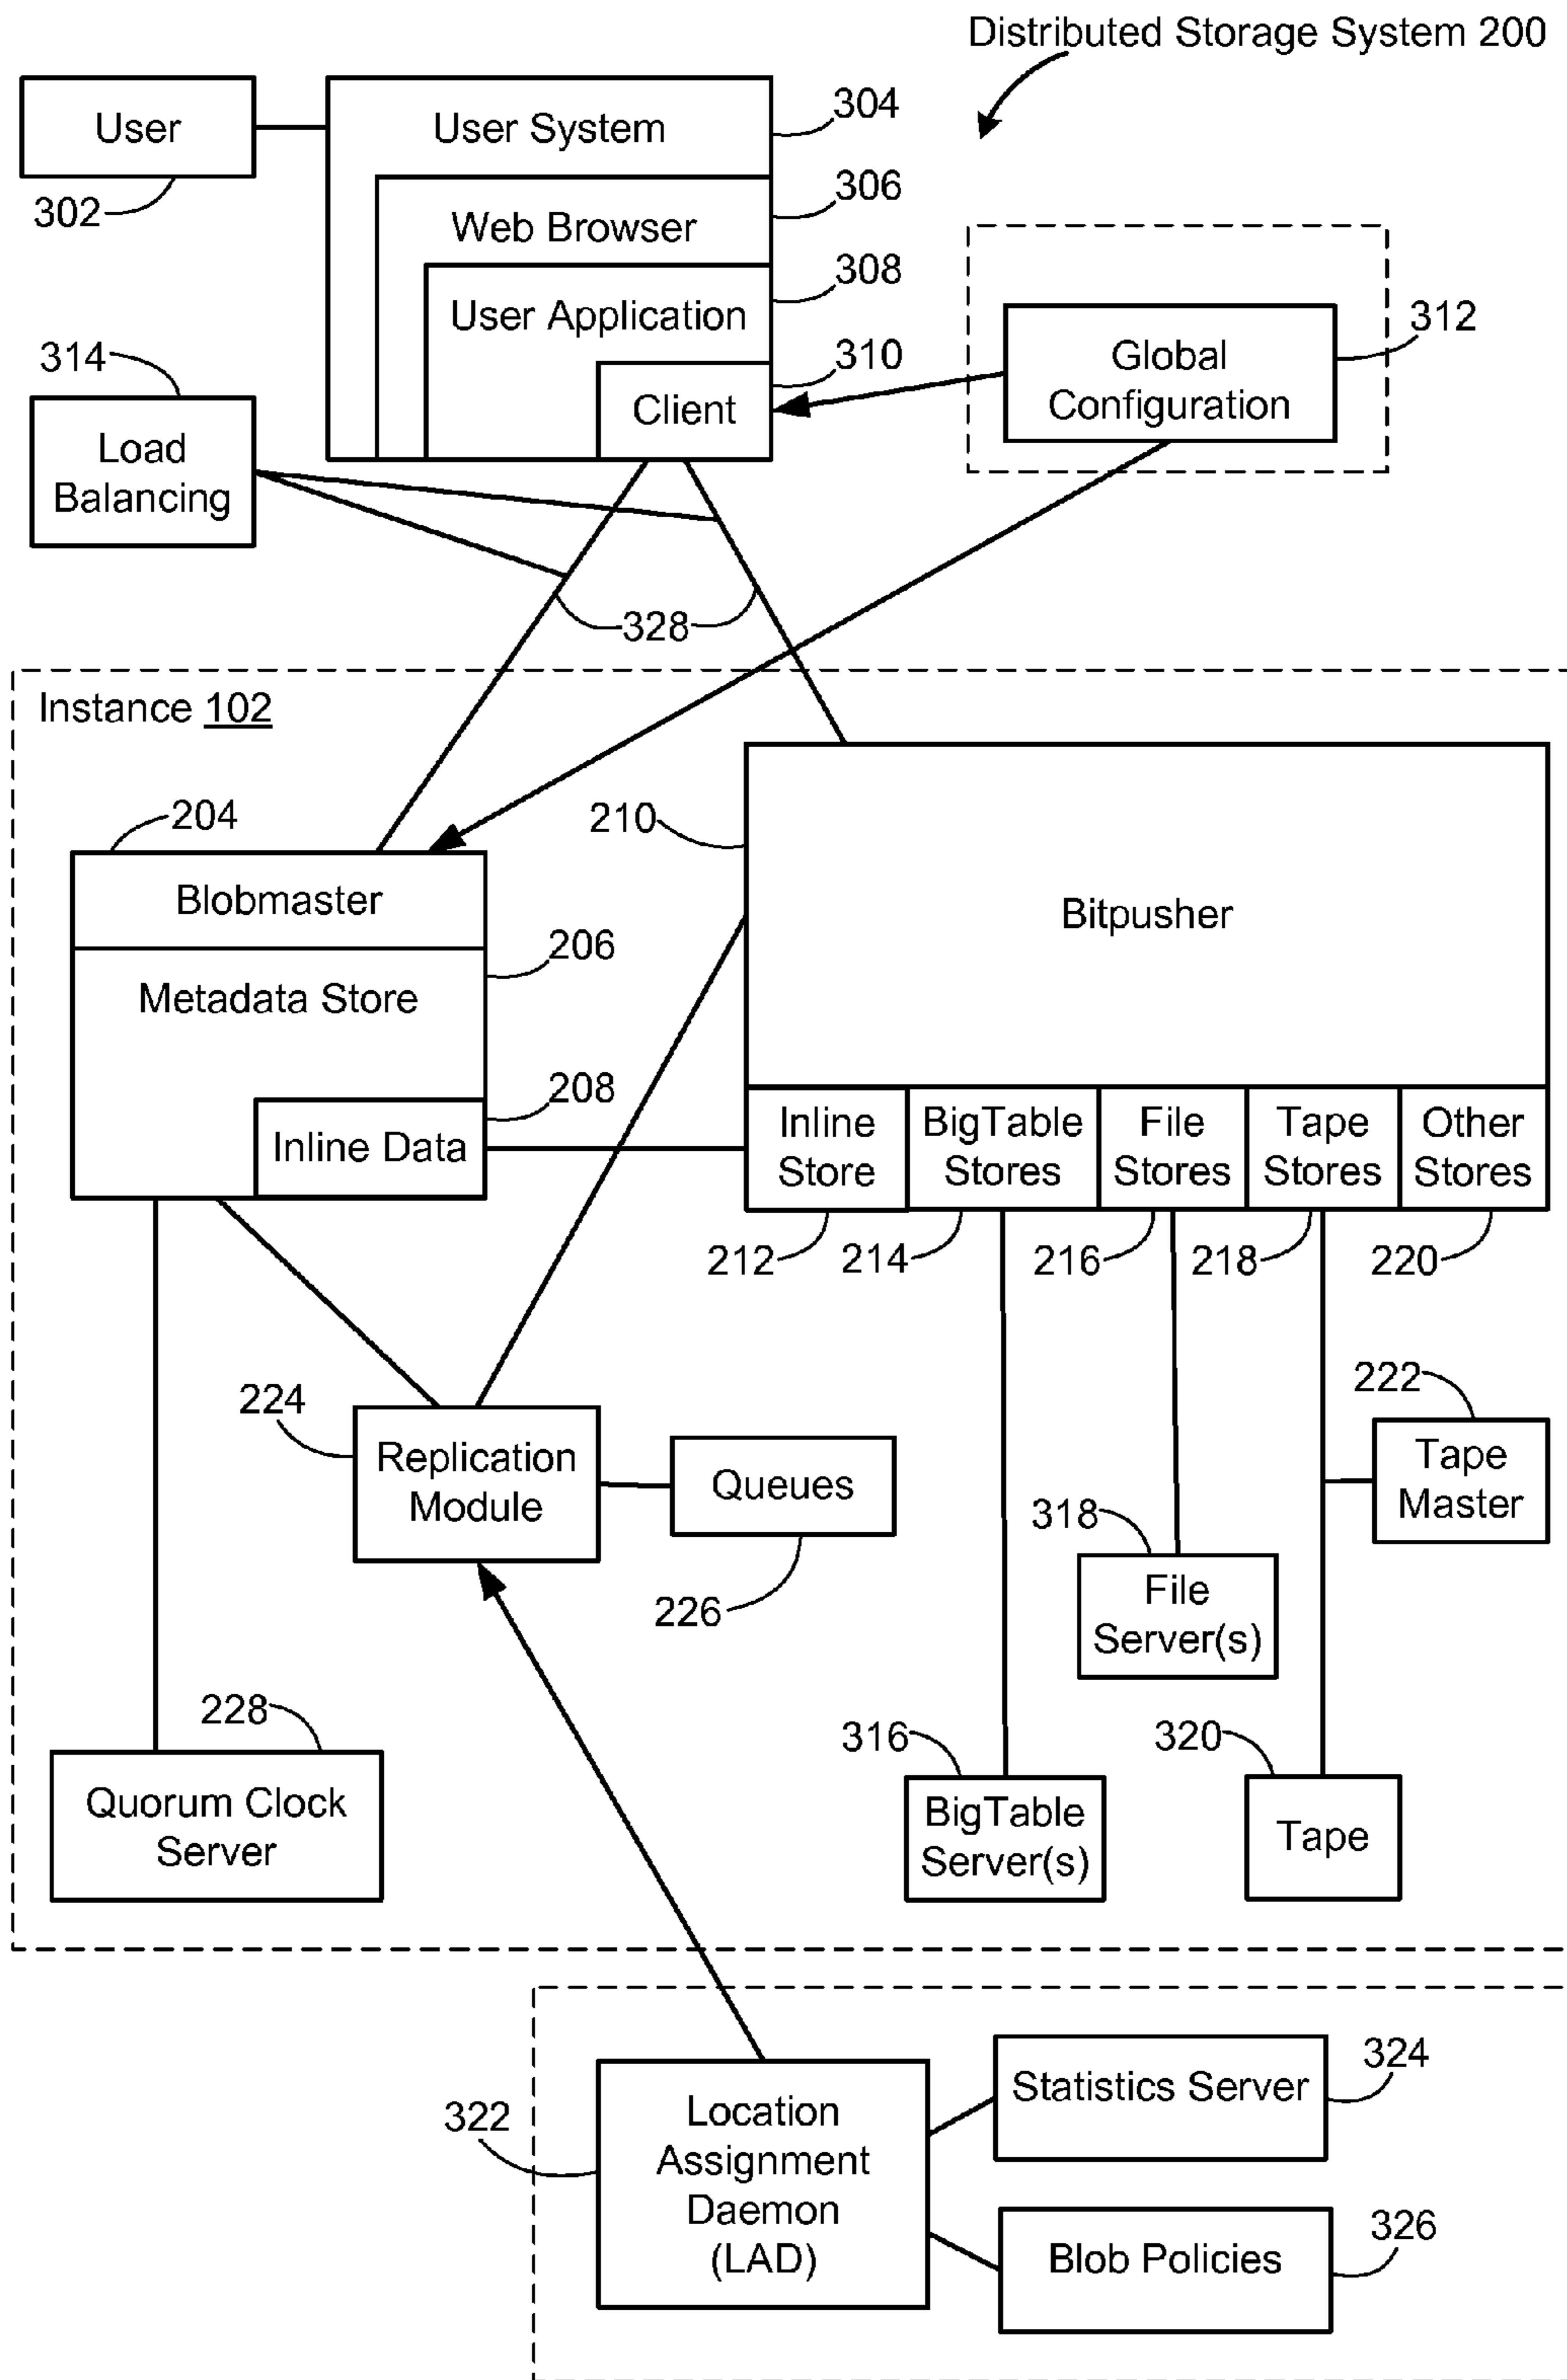 Distributed Storage System 200
User
302
User System
304
Web Browser
306
User Application
308
Client
310
Global
Configuration
312
314
Load
Balancing
328
Instance 102
204
Blobmaster
206
Metadata Store
208
Inline Data
210
Bitpusher
Inline
Store
BigTable
Stores
File
Stores
Tape
Stores
Other
Stores
212
214
216
218
220
224
Replication
Module
Queues
226
222
Tape
Master
318
File
Server(s)
228
Quorum Clock
Server
316
BigTable
Server(s)
320
Tape
322
Location
Assignment
Daemon
(LAD)
Statistics Server
324
Blob Policies
326